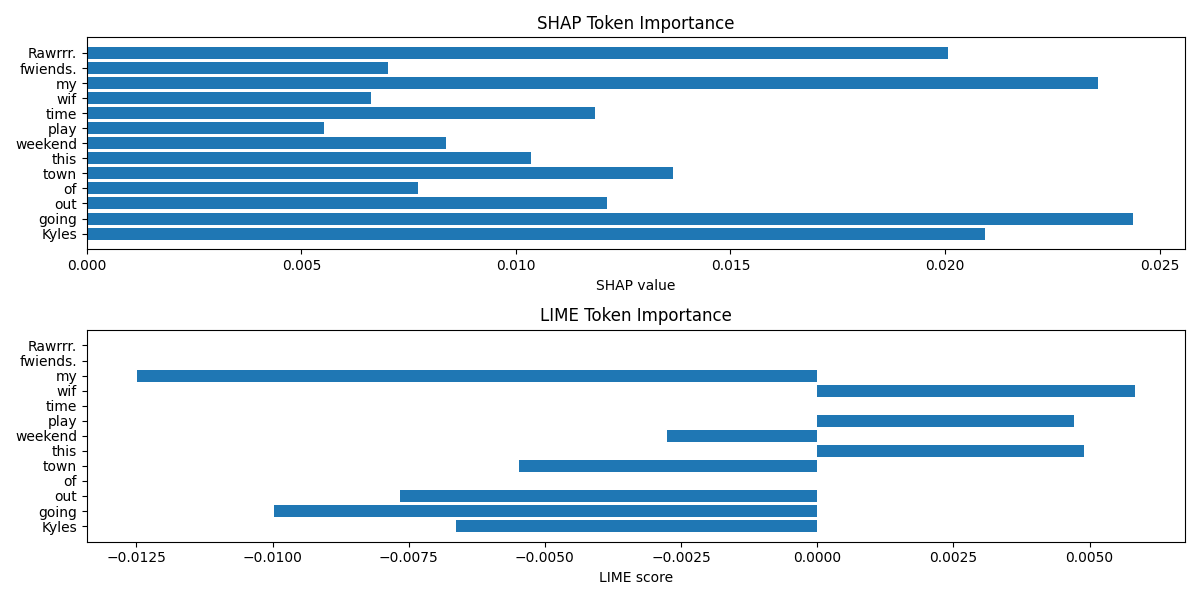 SHAP Token Importance
Rawrrr.
fwiends.
my
wif
time
play
weekend
this
town
of
out
going
Kyles
0.000 0.005 0.010 0.015 0.020 0.025
SHAP value
LIME Token Importance
Rawrrr.
fwiends.
my
wif
time
play
weekend
this
town
of
out
going
Kyles
−0.0125 −0.0100 −0.0075 −0.0050 −0.0025 0.0000 0.0025 0.0050
LIME score